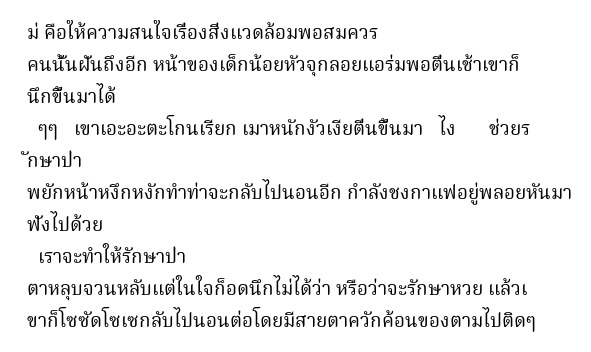 ม่ คือให้ความสนใจเรื่องสิ่งแวดล้อมพอสมควร
คนนั้นฝันถึงอีก หน้าของเด็กน้อยหัวจุกลอยแอร่มพอตื่นเช้าเขาก็
นึกขึ้นมาได้
ๆๆ เขาเอะอะตะโกนเรียก เมาหนักงัวเงียตื่นขึ้นมา ไง ช่วยร
ักษาปา
พยักหน้าหงึกหงักทำท่าจะกลับไปนอนอีก กำลังชงกาแฟอยู่พลอยหันมา
ฟังไปด้วย
เราจะทำให้รักษาปา
ตาหลุบจวนหลับแต่ในใจก็อดนึกไม่ได้ว่า หรือว่าจะรักษาหวย แล้วเ
ขาก็โซซัดโซเซกลับไปนอนต่อโดยมีสายตาควักค้อนของตามไปติดๆ